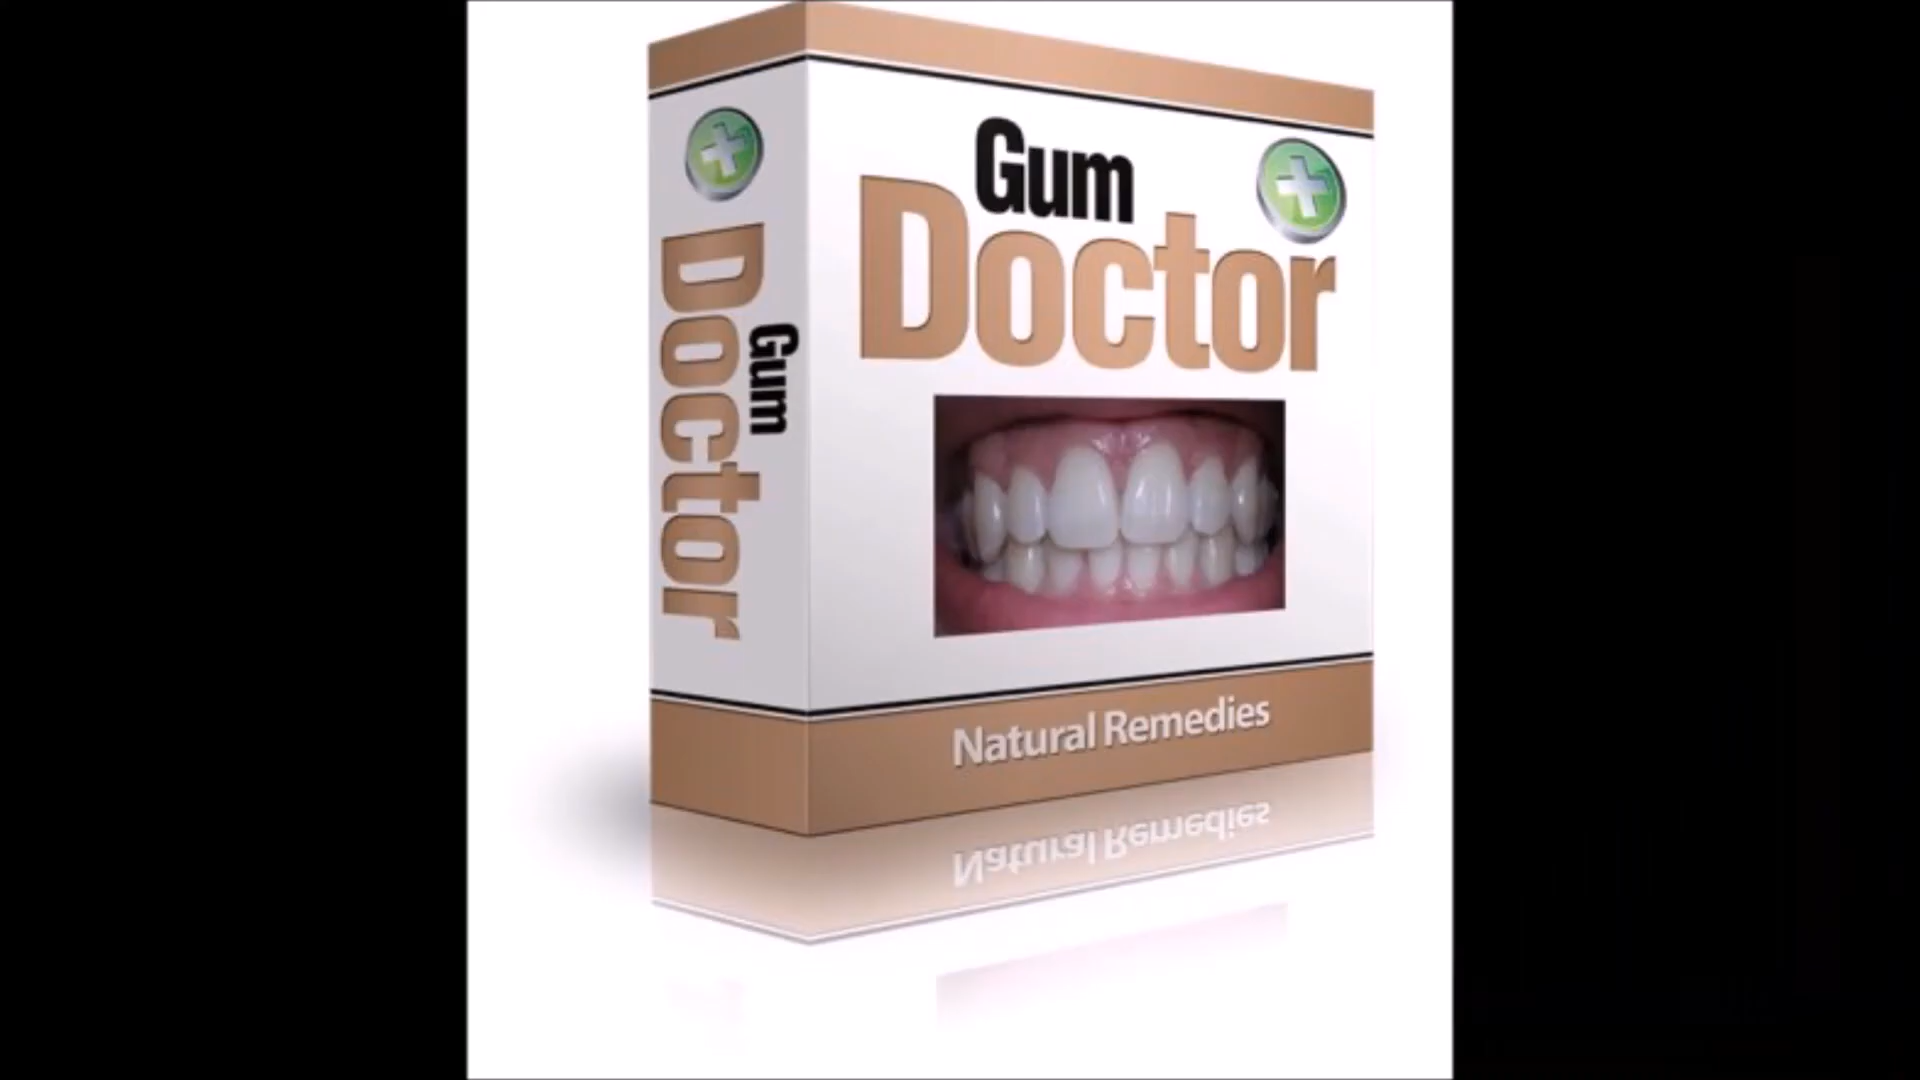 Gum
Doctor
Gum
Doctor
Natural Remedies
Natural Remedies